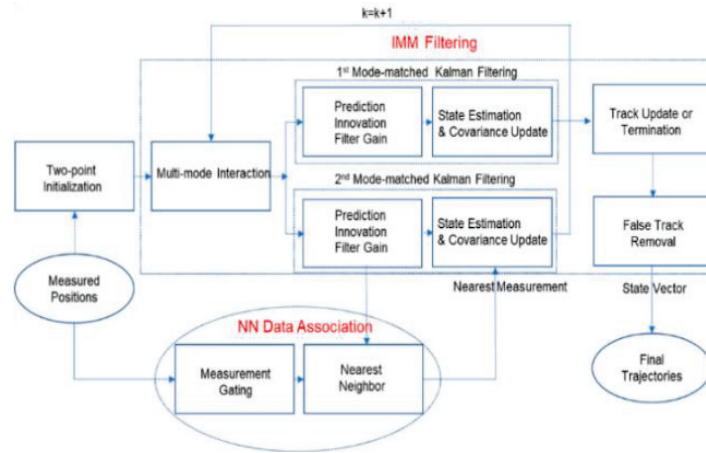 k=k+1
IMM Filtering
1st Mode-matched Kalman Filtering
Prediction
Innovation
Filter Gain
State Estimation
& Covariance Update
Track Update or
Termination
Two-point
Initialization
Multi-mode Interaction
2nd Mode-matched Kalman Filtering
Prediction
Innovation
Filter Gain
State Estimation
& Covariance Update
False Track
Removal
Measured
Positions
Nearest Measurement
State Vector
NN Data Association
Measurement
Gating
Nearest
Neighbor
Final
Trajectories